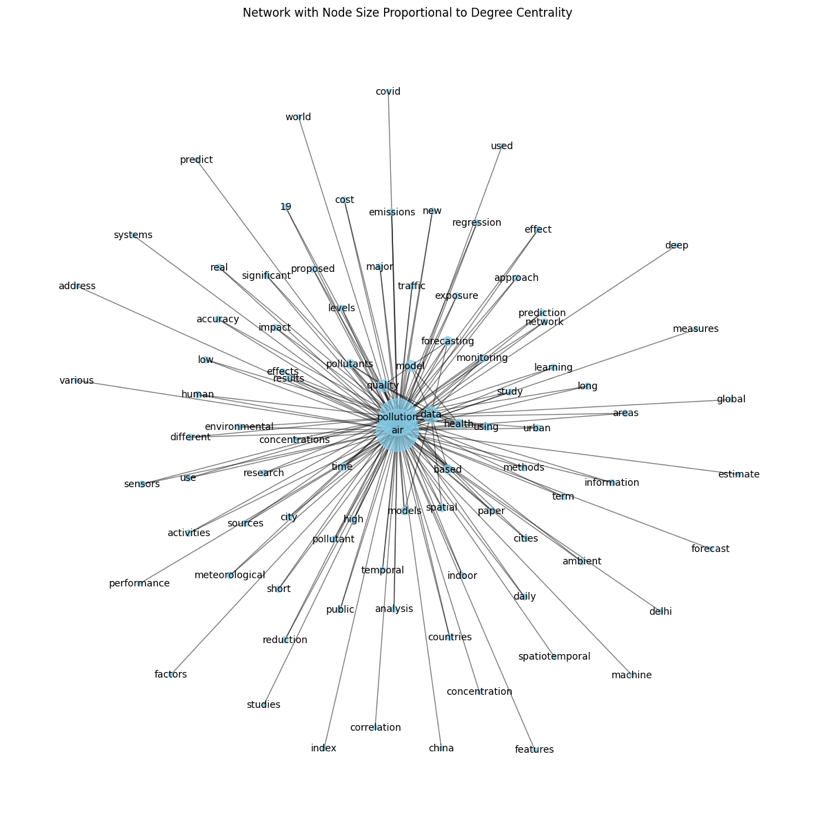 Network with Node Size Proportional to Degree Centrality
covid
world
used
predict
cost
19
emissions
new
regression
effect
systems
deep
real
significant
proposed
major
approach
address
traffic
exposure
levels
prediction
network
accuracy
impact
measures
forecasting
low
pollutants
model
monitoring
learning
effects
results
various
quality
long
study
human
global
pollution
data
areas
environmental
health
using
urban
air
different
concentrations
time
based
methods
research
estimate
use
sensors
information
term
models
spatial
paper
city
high
sources
activities
pollutant
cities
forecast
ambient
temporal
meteorological
indoor
performance
short
daily
public
analysis
delhi
countries
reduction
spatiotemporal
factors
machine
concentration
studies
correlation
index
china
features